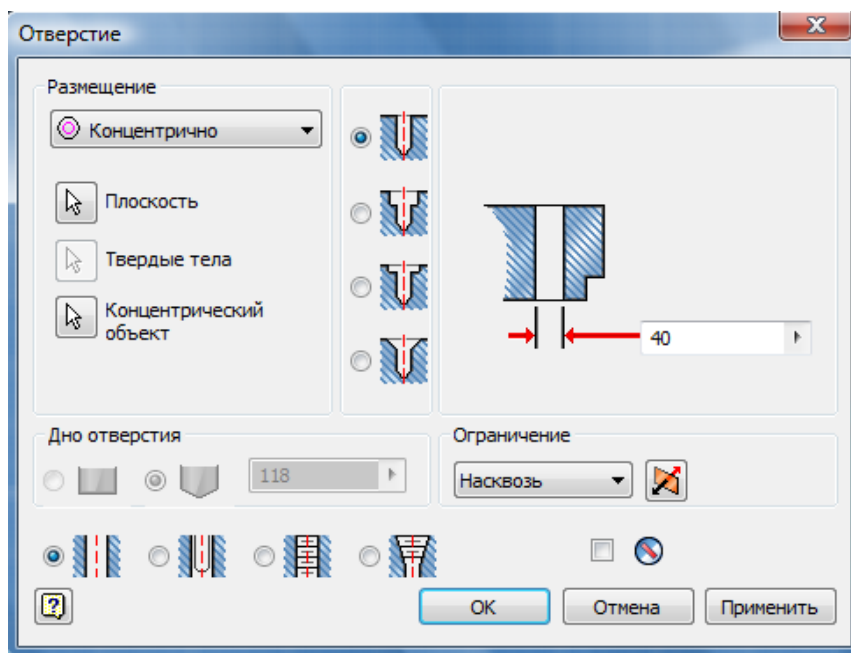 Отверстие
Размещение
Концентрично
Плоскость
Твердые тела
Концентрический
объект
40
Дно отверстия
118
Ограничение
Насквозь
?
OK
Отмена
Применить